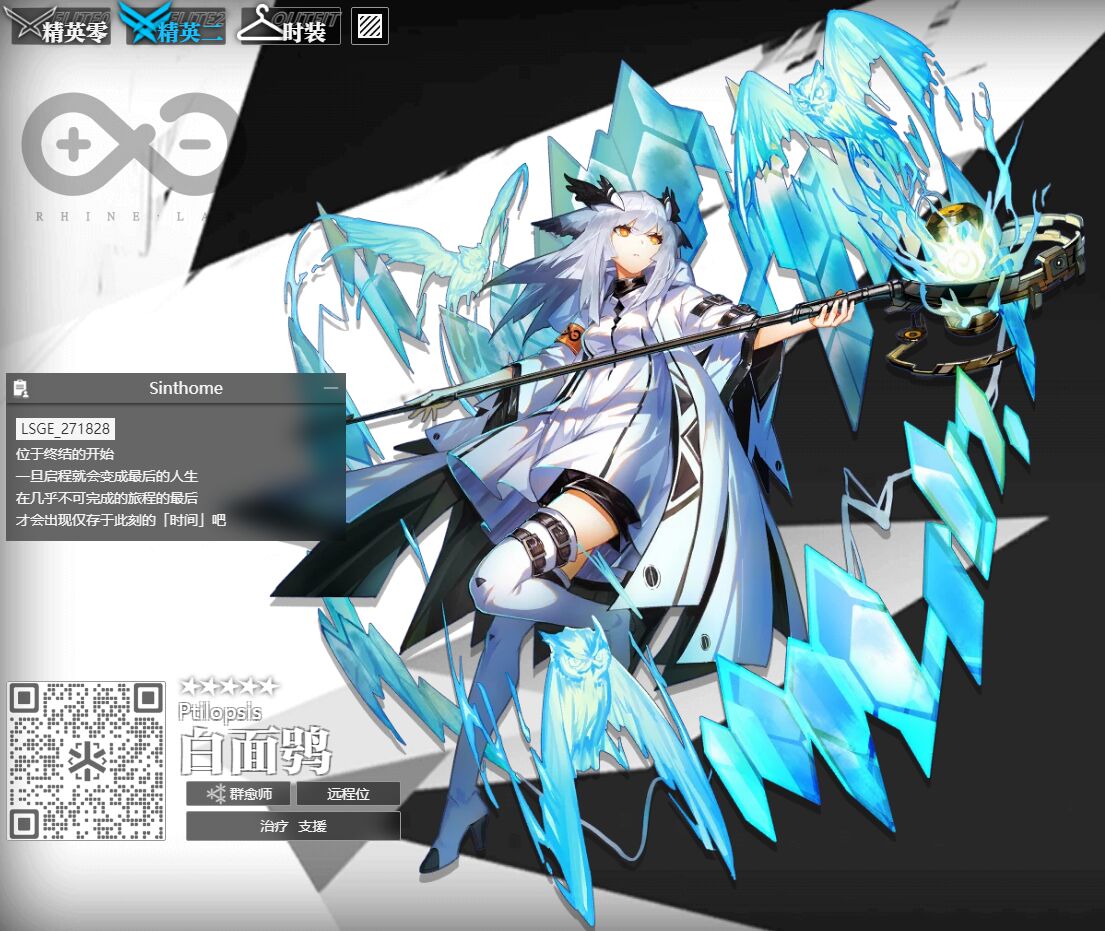 精英零
精英二
时装
RHINE·LA
Sinthome
LSGE_271828
位于终结的开始
一旦启程就会变成最后的人生
在几乎不可完成的旅程的最后
才会出现仅存于此刻的「时间」吧
Ptilopsis
白面鸮
群愈师
远程位
治疗 支援